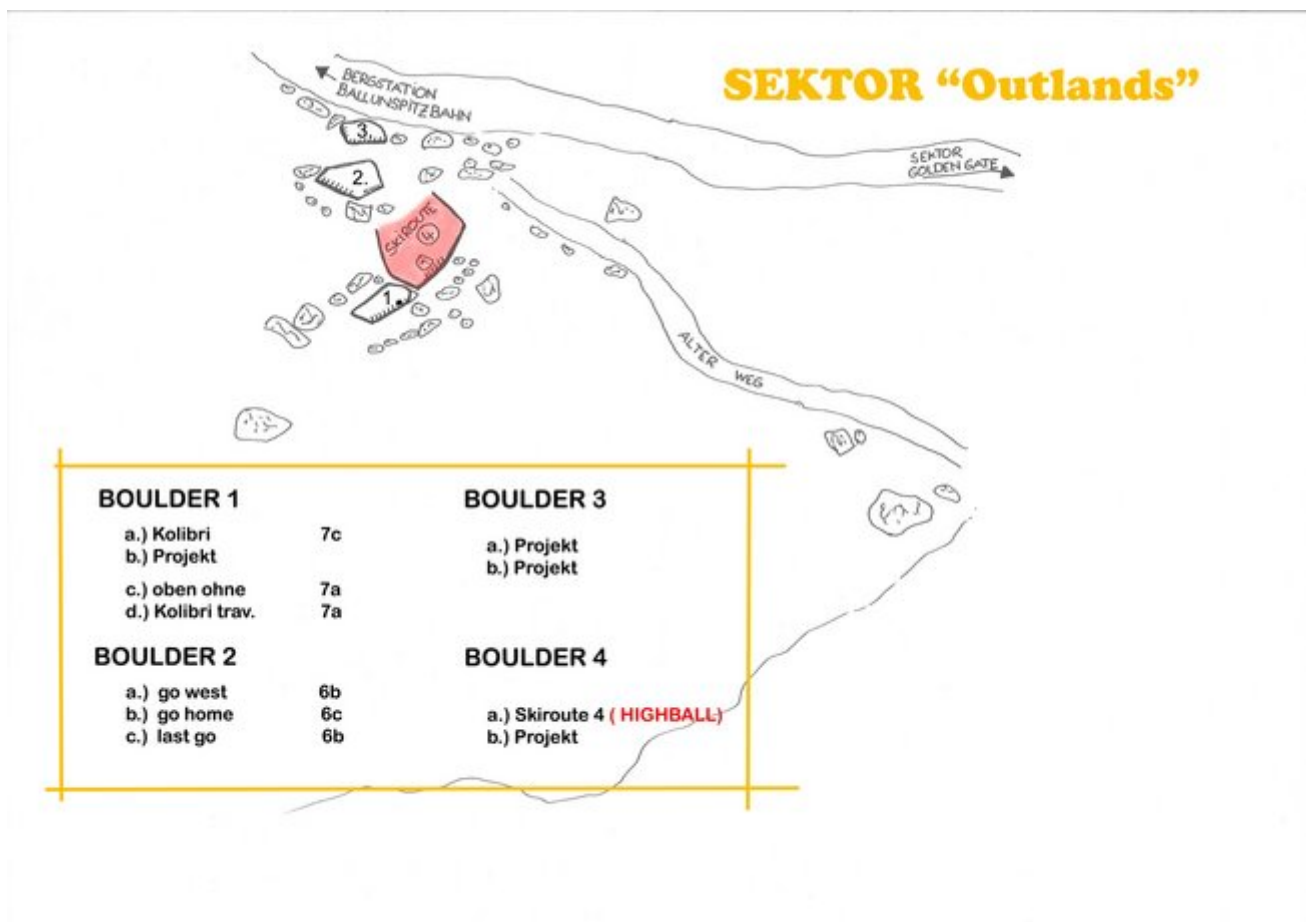 SEKTOR “Outlands”
BERGSTATION
BALLUNSPITZBAHN
SEKTOR
GOLDEN GATE
3.
2.
SKIROUTE
4
1.
ALTER WEG
BOULDER 1
a.) Kolibri 7c
b.) Projekt
c.) oben ohne 7a
d.) Kolibri trav. 7a
BOULDER 2
a.) go west 6b
b.) go home 6c
c.) last go 6b
BOULDER 3
a.) Projekt
b.) Projekt
BOULDER 4
a.) Skiroute 4 ( HIGHBALL)
b.) Projekt